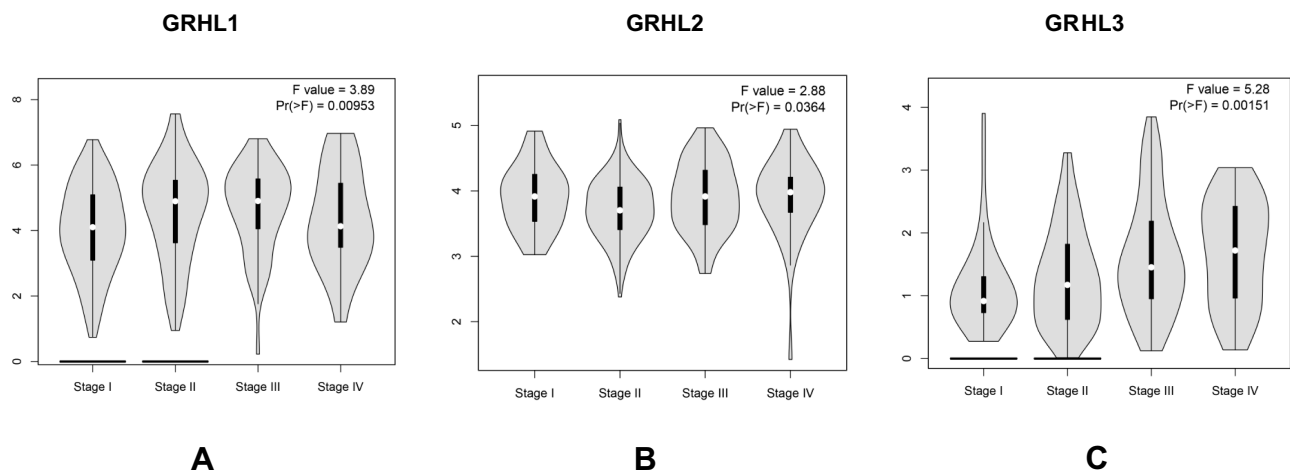 GRHL1
F value = 3.89
Pr(>F) = 0.00953
8
6
4
2
0
Stage I
Stage II
Stage III
Stage IV
A
GRHL2
F value = 2.88
Pr(>F) = 0.0364
5
4
3
2
Stage I
Stage II
Stage III
Stage IV
B
GRHL3
F value = 5.28
Pr(>F) = 0.00151
4
3
2
1
0
Stage I
Stage II
Stage III
Stage IV
C